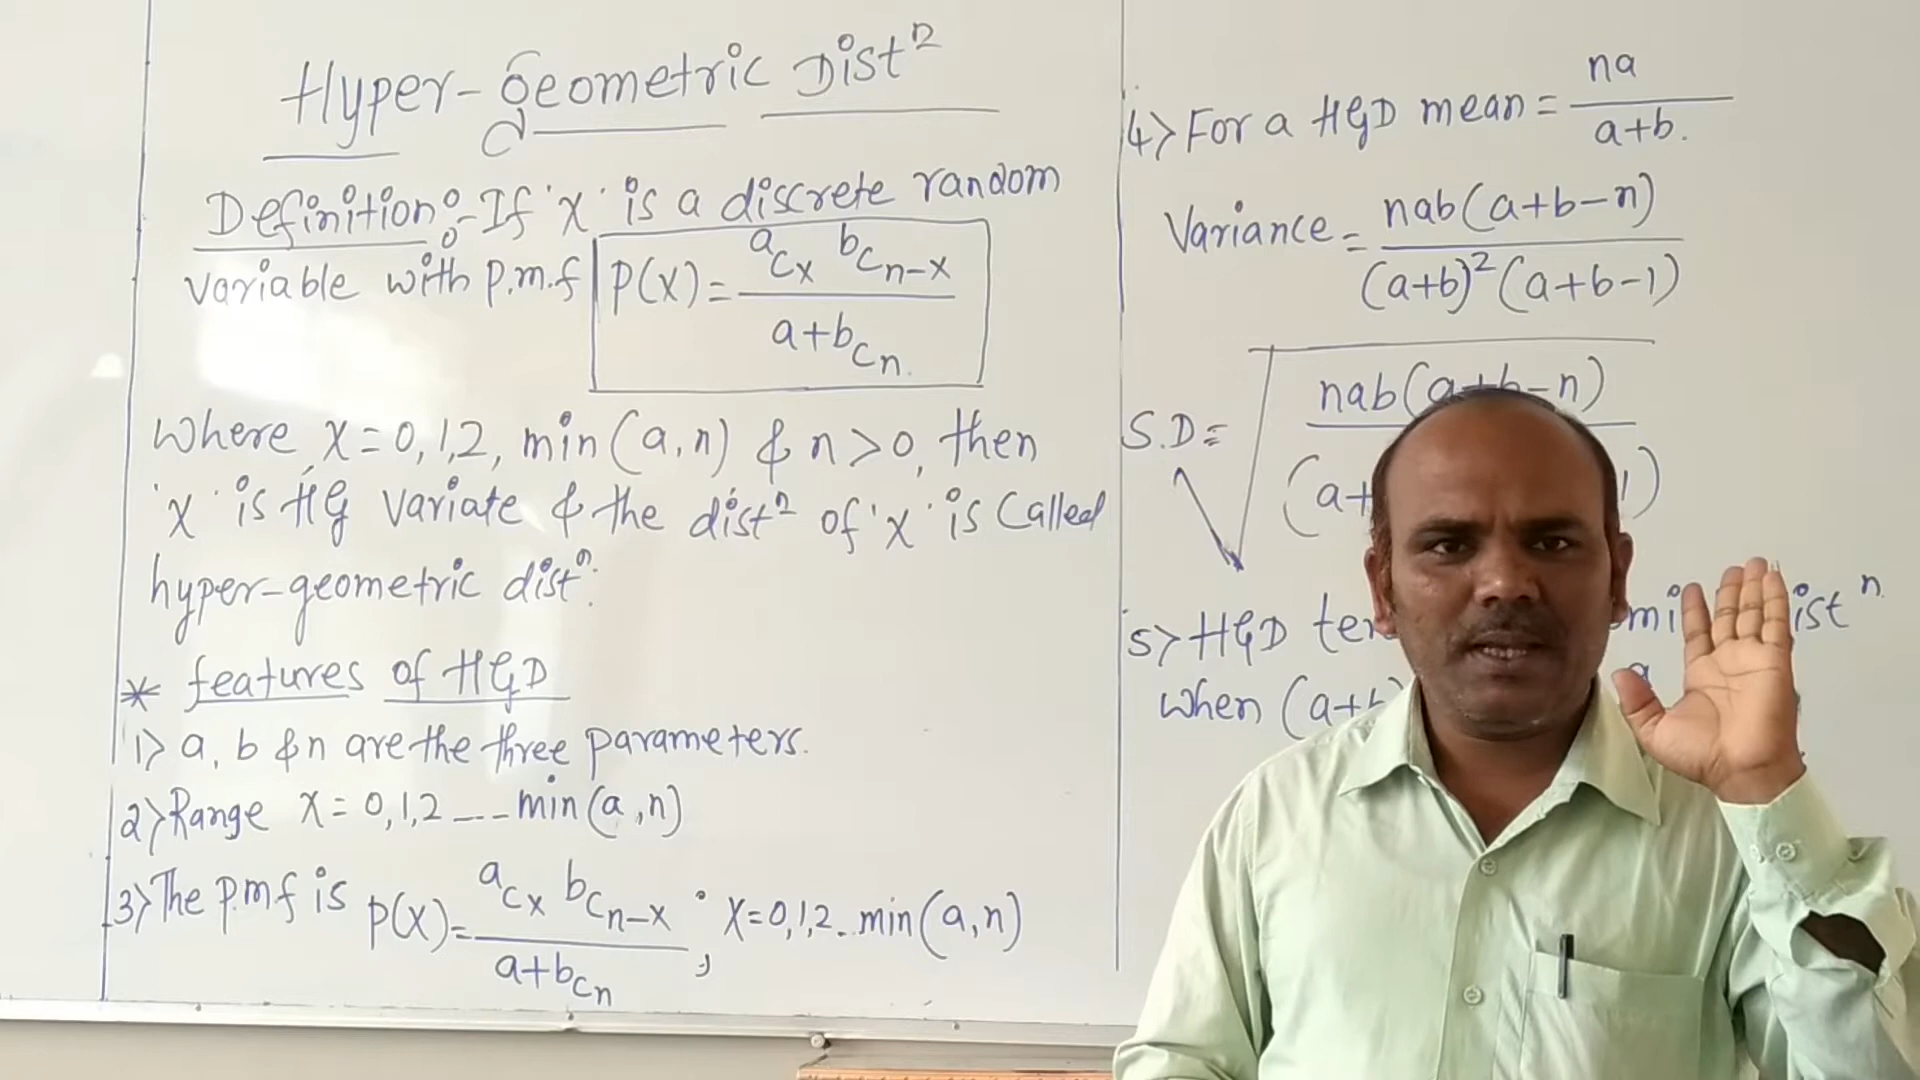 Hyper-Geometric Distⁿ
Definition:- If 'X' is a discrete random
variable with p.m.f P(X) = aCx bCn-x / a+bCn
Where X=0,1,2, min(a,n) & n>0, then
'X' is HG Variate & the distⁿ of 'X' is Called
hyper-geometric distⁿ.
* features of HGD
1) a, b & n are the three parameters.
2) Range X=0,1,2 ---- min(a,n)
3) The p.m.f is P(X) = aCx bCn-x / a+bCn ; X=0,1,2.. min(a,n)
4) For a HGD mean = na / a+b.
Variance = nab(a+b-n) / (a+b)²(a+b-1)
S.D = √ nab(a+b-n) / (a+ 1)
5) HGD distⁿ
when (a+b